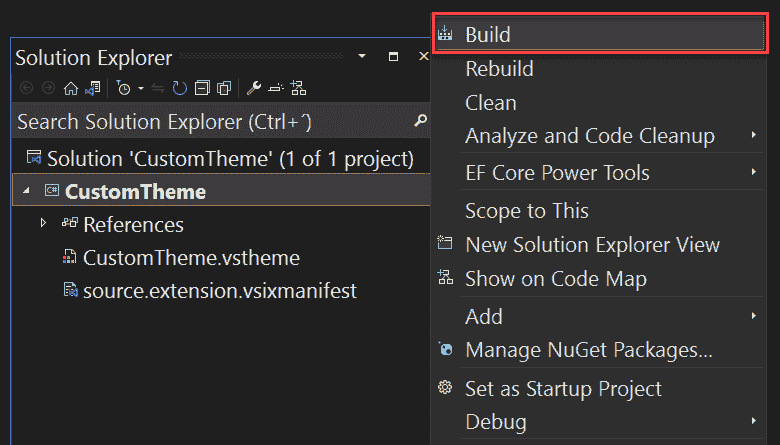 Solution Explorer
Search Solution Explorer (Ctrl+´)
Solution 'CustomTheme' (1 of 1 project)
C# CustomTheme
References
CustomTheme.vstheme
source.extension.vsixmanifest
Build
Rebuild
Clean
Analyze and Code Cleanup
EF Core Power Tools
Scope to This
New Solution Explorer View
Show on Code Map
Add
Manage NuGet Packages...
Set as Startup Project
Debug